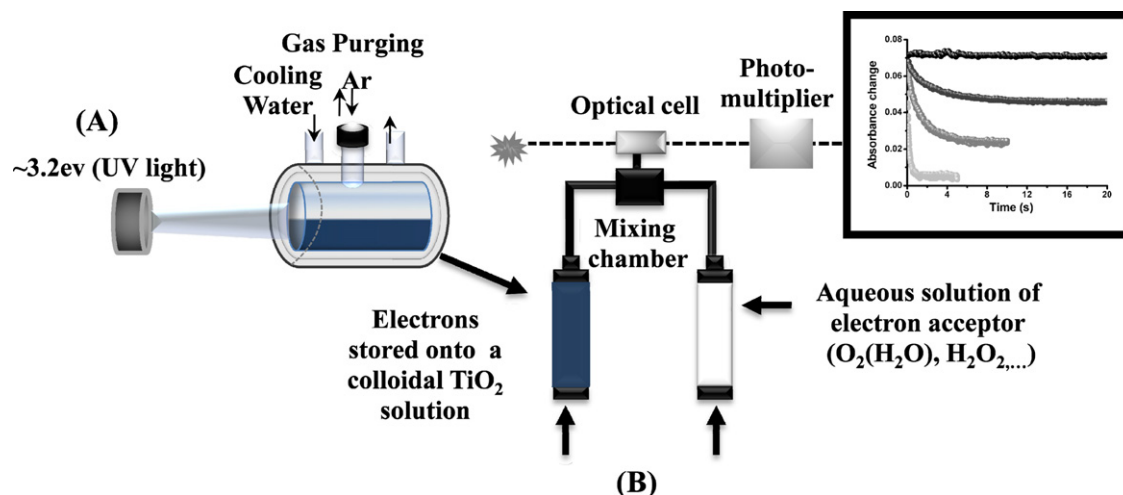 Gas Purging
Cooling
Water
Ar
(A)
~3.2ev (UV light)
Electrons
stored onto a
colloidal TiO₂
solution
Optical cell
Photo-
multiplier
Mixing
chamber
Aqueous solution of
electron acceptor
(O₂(H₂O), H₂O₂,...)
(B)
Absorbance change
0.08
0.06
0.04
0.02
0.00
0
4
8
12
16
20
Time (s)